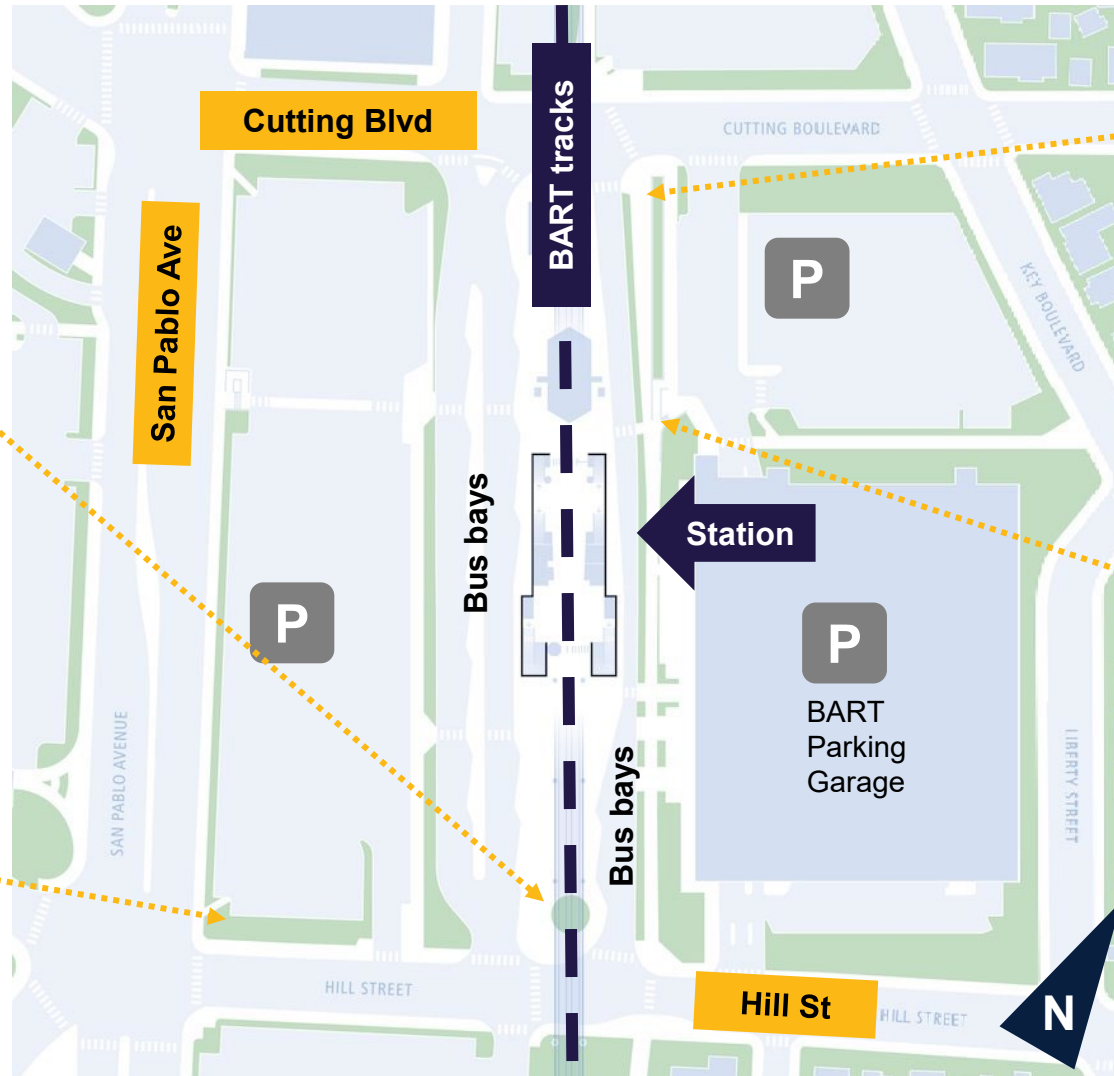 Cutting Blvd
BART tracks
CUTTING BOULEVARD
San Pablo Ave
P
KEY BOULEVARD
Bus bays
Station
P
P
BART
Parking
Garage
SAN PABLO AVENUE
LIBERTY STREET
Bus bays
HILL STREET
Hill St
HILL STREET
N